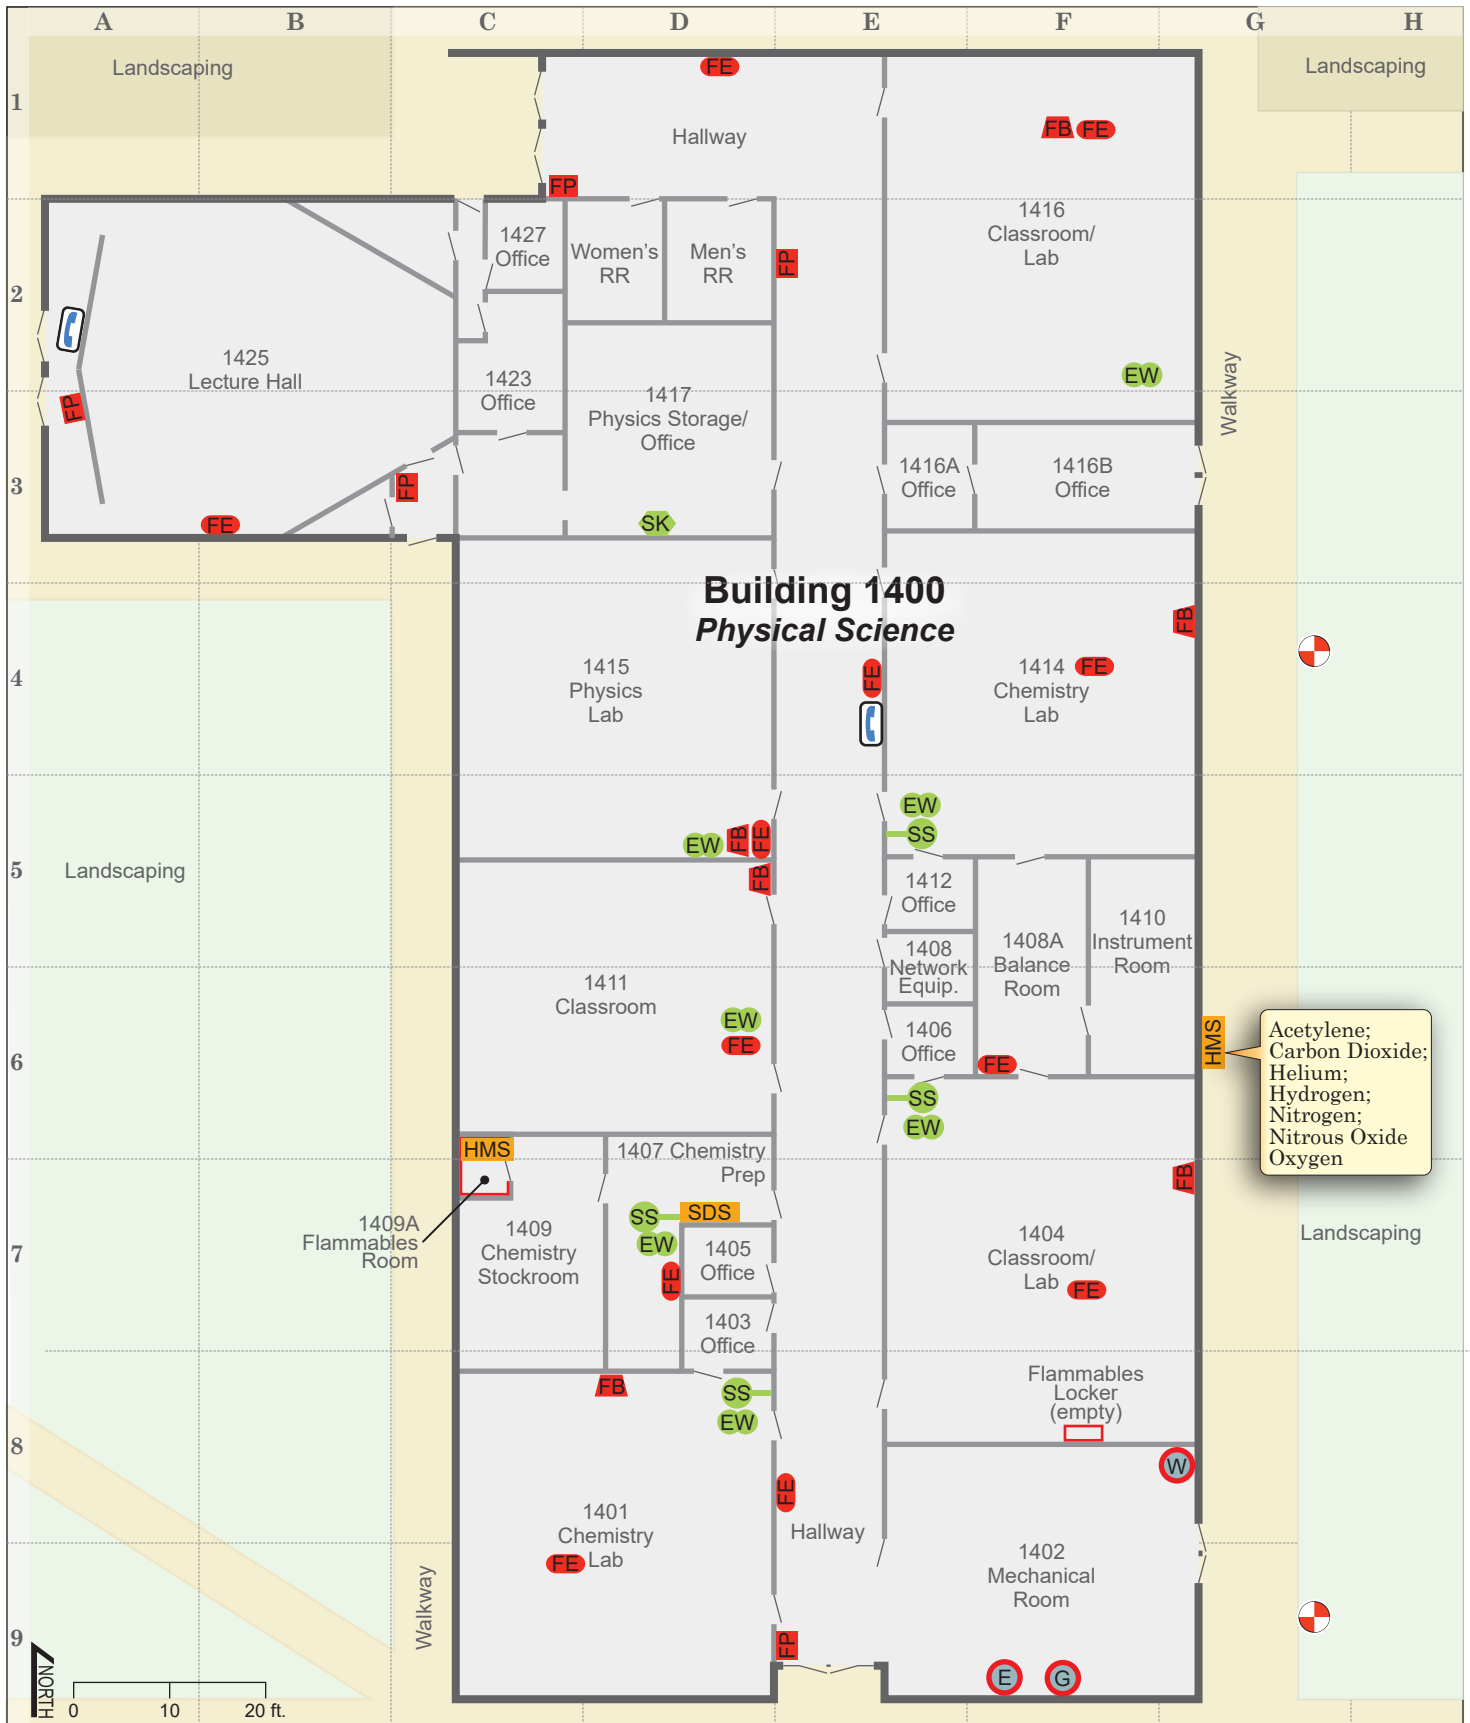 A B C D E F G H
1
2
3
4
5
6
7
8
9
Landscaping
Landscaping
FE
Hallway
FB FE
FP
1416
Classroom/
Lab
1427
Office
Women's
RR
Men's
RR
FP
1425
Lecture Hall
1423
Office
1417
Physics Storage/
Office
EW
Walkway
FP
FP
FE
SK
1416A
Office
1416B
Office
Building 1400
Physical Science
FB
1415
Physics
Lab
FE
1414
Chemistry
Lab
FE
EW
SS
EW
FB
FE
FB
Landscaping
1412
Office
1408
Network
Equip.
1408A
Balance
Room
1410
Instrument
Room
1411
Classroom
EW
FE
1406
Office
FE
HMS
Acetylene;
Carbon Dioxide;
Helium;
Hydrogen;
Nitrogen;
Nitrous Oxide
Oxygen
SS
EW
HMS
1407 Chemistry
Prep
FB
1409A
Flammables
Room
1409
Chemistry
Stockroom
SS
SDS
EW
FE
1405
Office
1403
Office
1404
Classroom/
Lab
FE
Landscaping
FB
SS
EW
Flammables
Locker
(empty)
W
1401
Chemistry
Lab
FE
FE
Hallway
1402
Mechanical
Room
Walkway
FP
E
G
NORTH
0 10 20 ft.